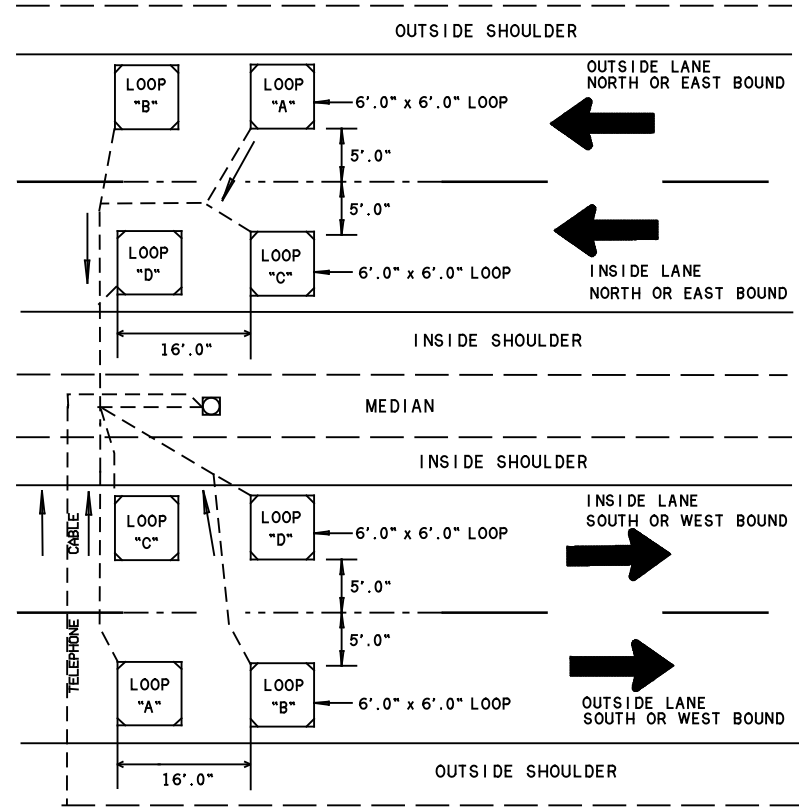 OUTSIDE SHOULDER
OUTSIDE LANE
NORTH OR EAST BOUND
LOOP
"B"
LOOP
"A"
6'.0" x 6'.0" LOOP
5'.0"
5'.0"
LOOP
"D"
LOOP
"C"
6'.0" x 6'.0" LOOP
INSIDE LANE
NORTH OR EAST BOUND
16'.0"
INSIDE SHOULDER
MEDIAN
INSIDE SHOULDER
INSIDE LANE
SOUTH OR WEST BOUND
TELEPHONE CABLE
LOOP
"C"
LOOP
"D"
6'.0" x 6'.0" LOOP
5'.0"
5'.0"
LOOP
"A"
LOOP
"B"
6'.0" x 6'.0" LOOP
OUTSIDE LANE
SOUTH OR WEST BOUND
16'.0"
OUTSIDE SHOULDER